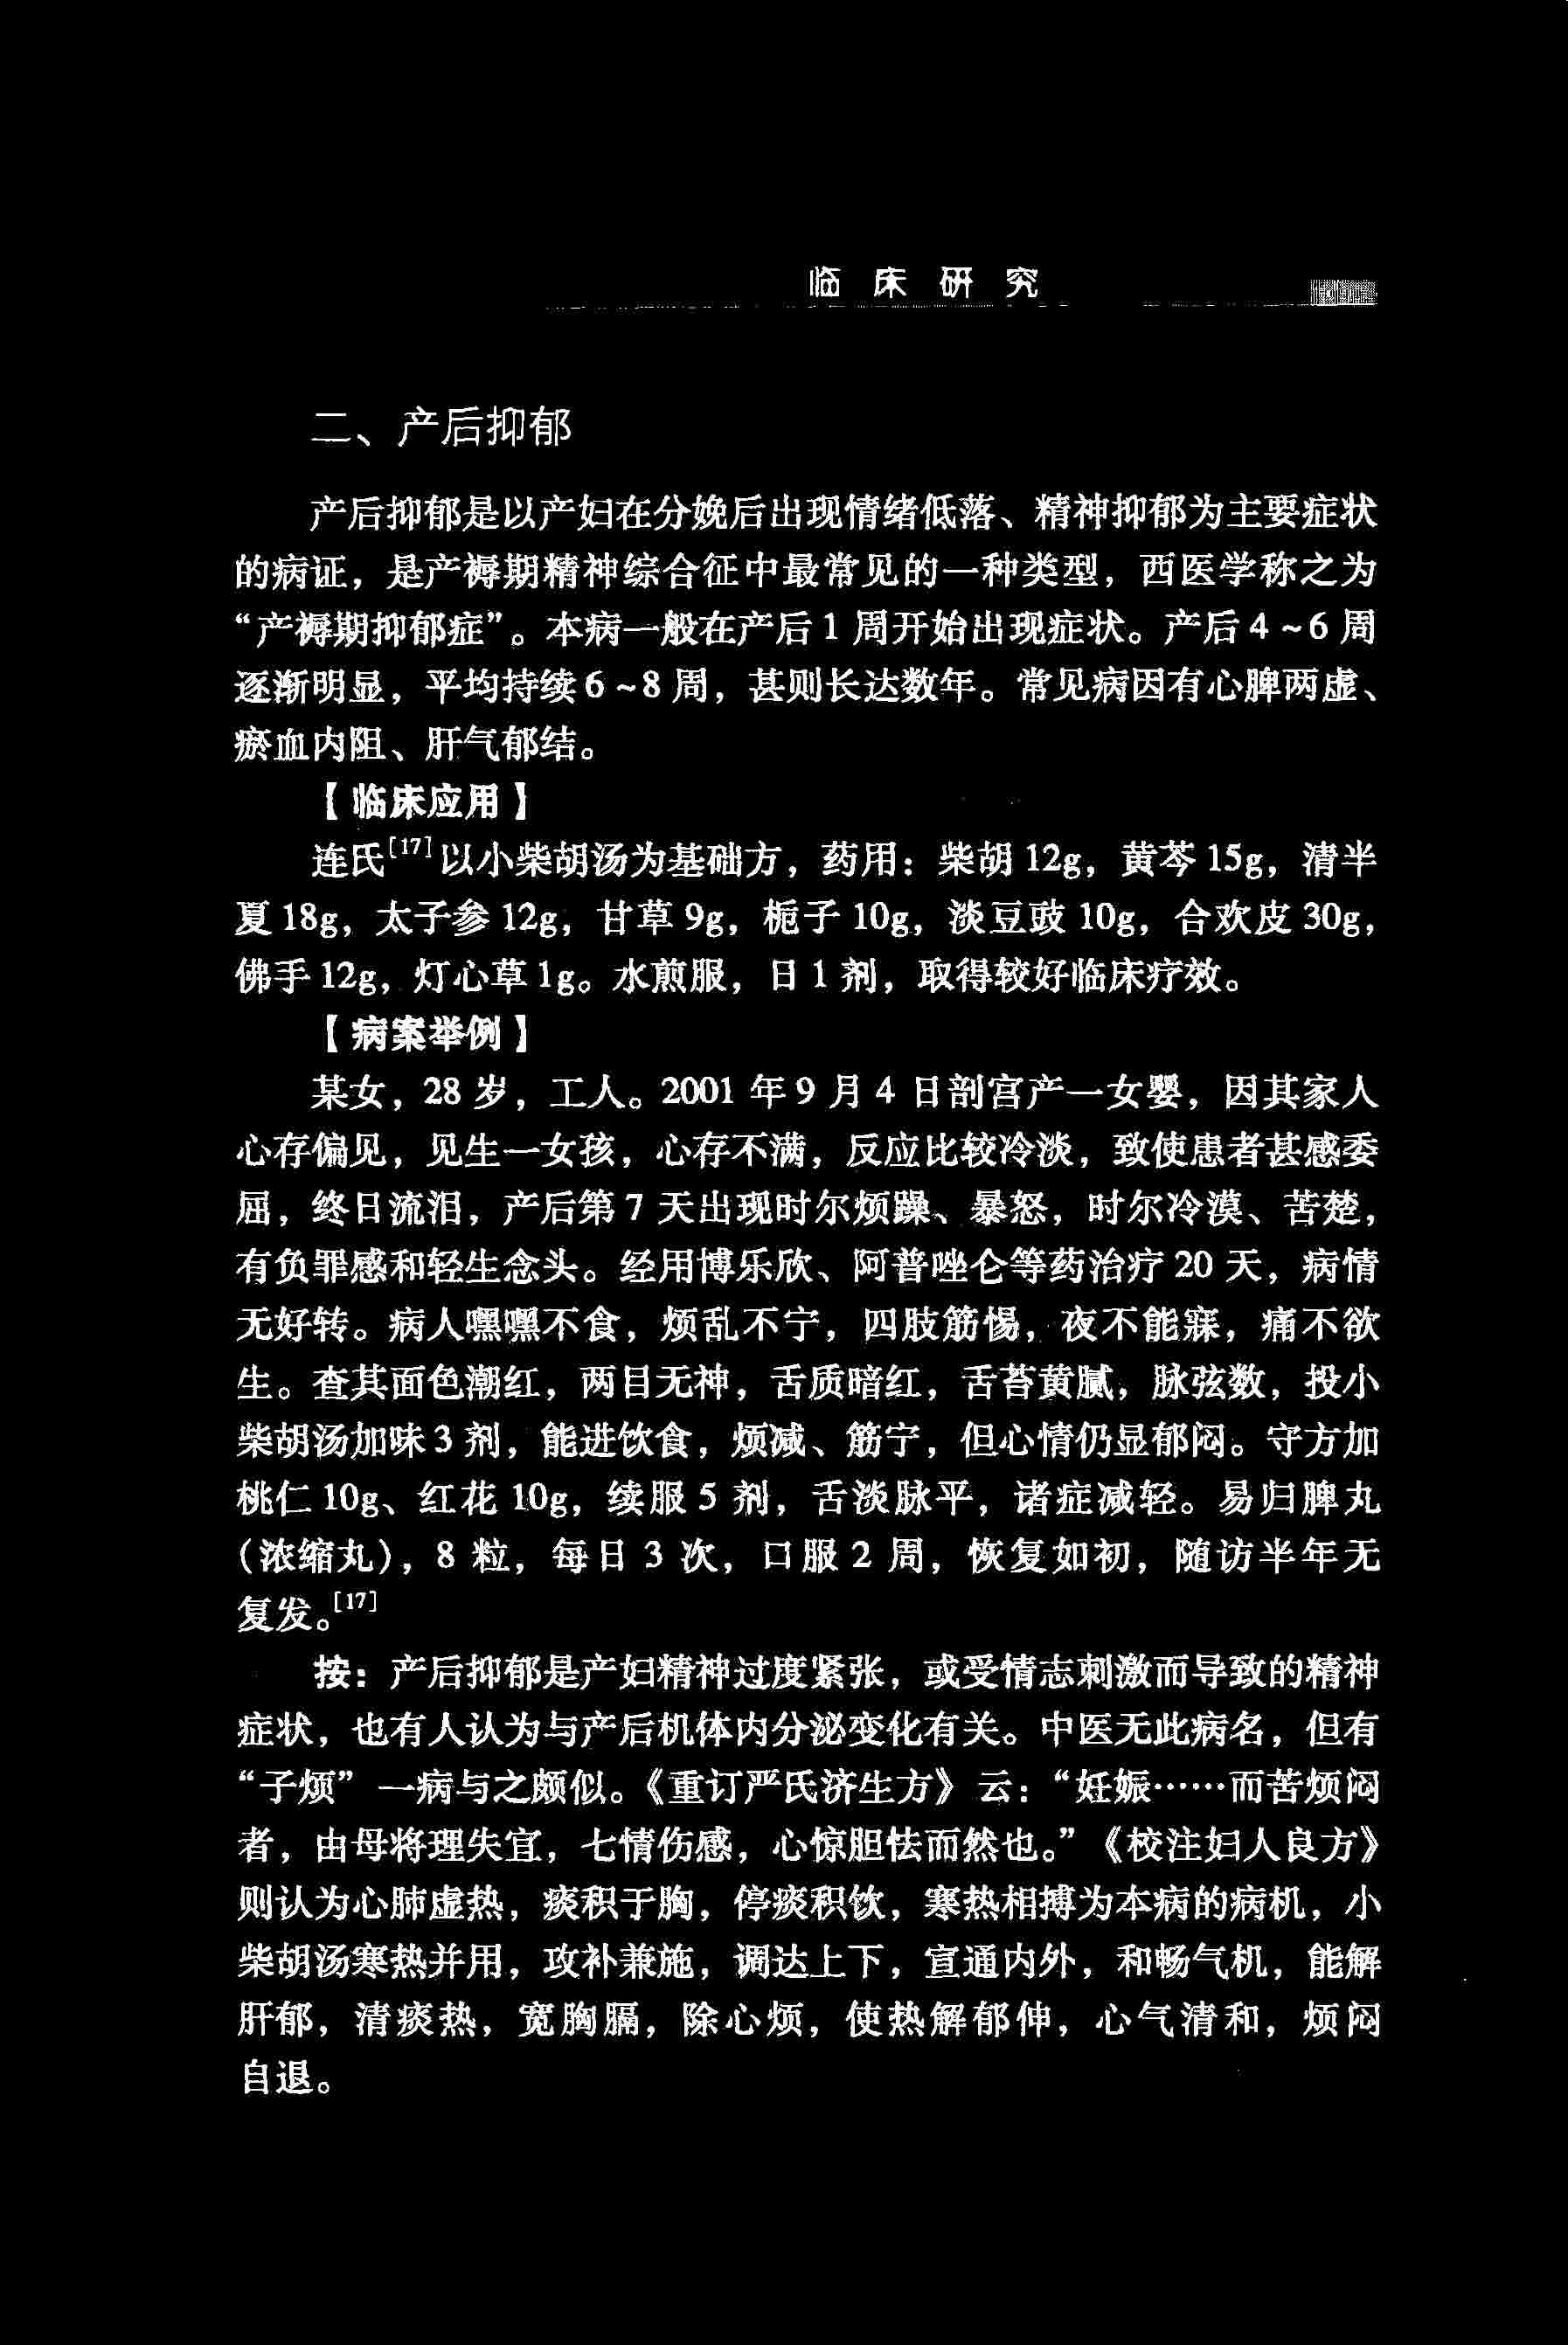 临床研究
二、产后抑郁
产后抑郁是以产妇在分娩后出现情绪低落、精神抑郁为主要症状
的病证，是产褥期精神综合征中最常见的一种类型，西医学称之为
“产褥期抑郁症”。本病一般在产后1周开始出现症状。产后4~6周
逐渐明显，平均持续6~8周，甚则长达数年。常见病因有心脾两虚、
瘀血内阻、肝气郁结。
【临床应用】
连氏[17]以小柴胡汤为基础方，药用：柴胡12g，黄芩15g，清半
夏18g，太子参12g，甘草9g，栀子10g，淡豆豉10g，合欢皮30g，
佛手12g，灯心草1g。水煎服，日1剂，取得较好临床疗效。
【病案举例】
某女，28岁，工人。2001年9月4日剖宫产一女婴，因其家人
心存偏见，见生一女孩，心存不满，反应比较冷淡，致使患者甚感委
屈，终日流泪，产后第7天出现时尔烦躁、暴怒，时尔冷漠、苦楚，
有负罪感和轻生念头。经用博乐欣、阿普唑仑等药治疗20天，病情
无好转。病人嘿嘿不食，烦乱不宁，四肢筋惕，夜不能寐，痛不欲
生。查其面色潮红，两目无神，舌质暗红，舌苔黄腻，脉弦数，投小
柴胡汤加味3剂，能进饮食，烦减、筋宁，但心情仍显郁闷。守方加
桃仁10g、红花10g，续服5剂，舌淡脉平，诸症减轻。易归脾丸
（浓缩丸），8粒，每日3次，口服2周，恢复如初，随访半年无
复发。[17]
按：产后抑郁是产妇精神过度紧张，或受情志刺激而导致的精神
症状，也有人认为与产后机体内分泌变化有关。中医无此病名，但有
“子烦”一病与之颇似。《重订严氏济生方》云：“妊娠……而苦烦闷
者，由母将理失宜，七情伤感，心惊胆怯而然也。”《校注妇人良方》
则认为心肺虚热，痰积于胸，停痰积饮，寒热相搏为本病的病机，小
柴胡汤寒热并用，攻补兼施，调达上下，宣通内外，和畅气机，能解
肝郁，清痰热，宽胸膈，除心烦，使热解郁伸，心气清和，烦闷
自退。